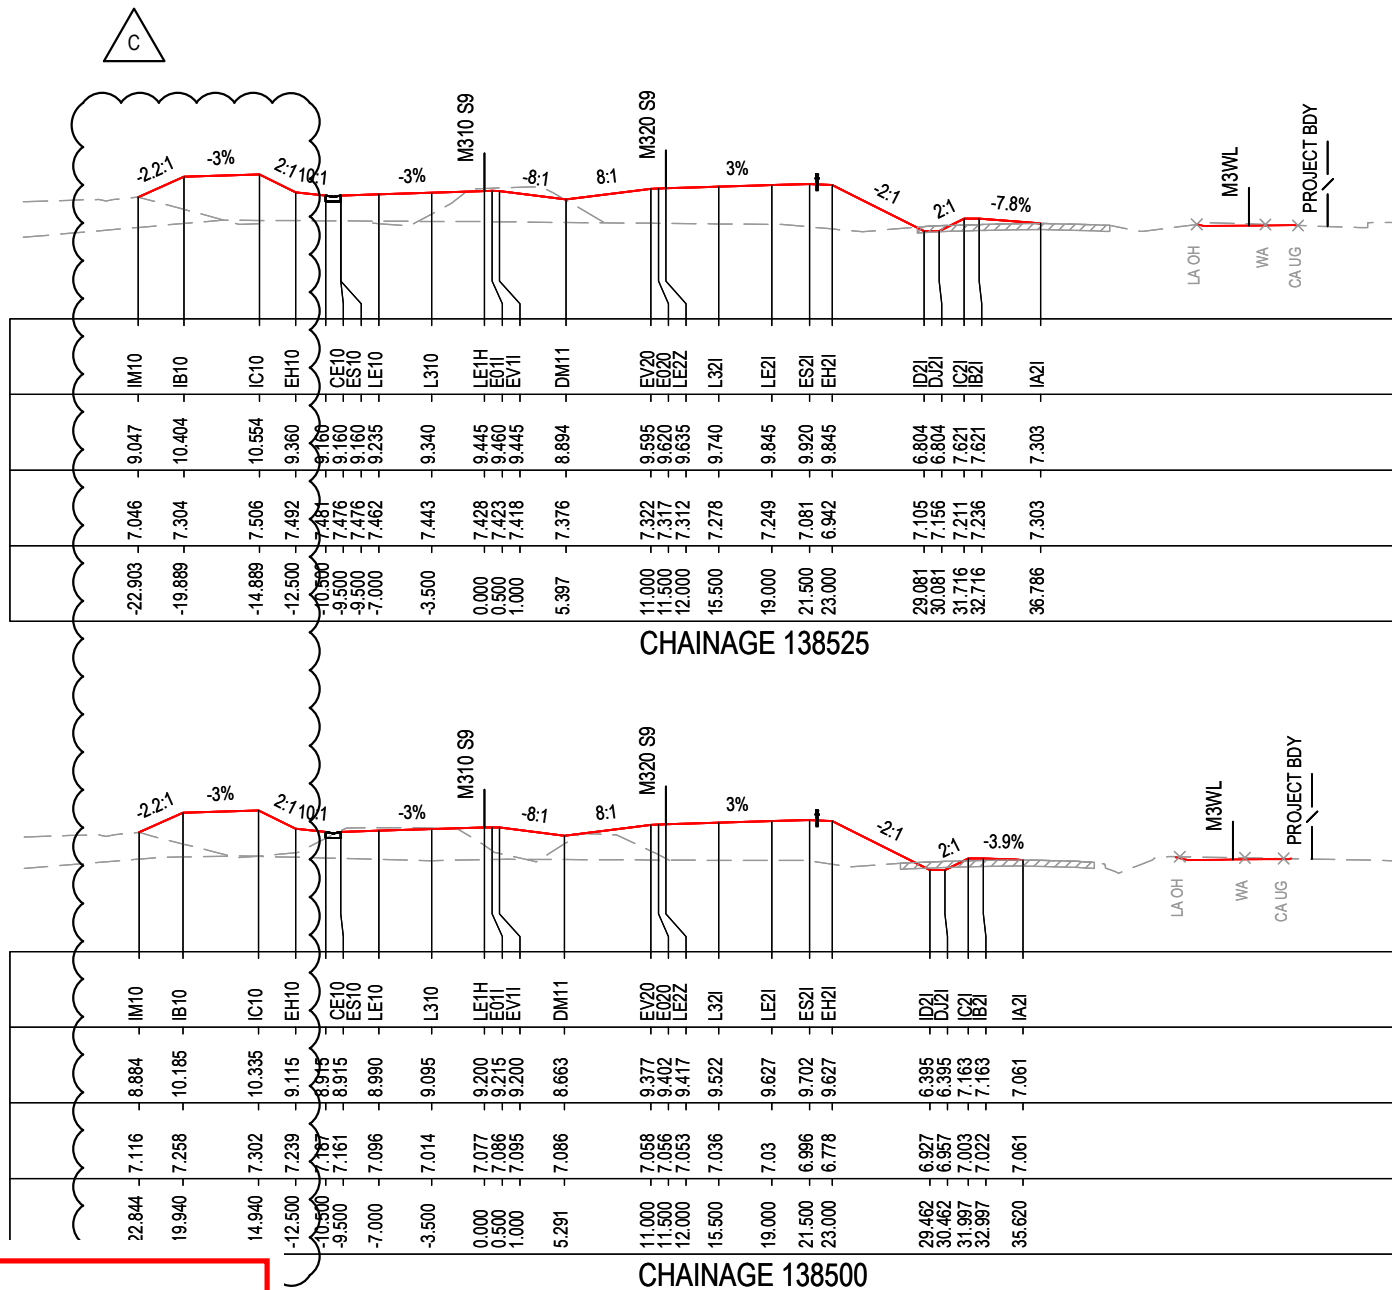 C
M310 S9
M320 S9
M3WL
PROJECT BDY
-2.2:1
-3%
2:1
10:1
-3%
-8:1
8:1
3%
-2:1
2:1
-7.8%
LA OH
WA
CA UG
IM10 IB10 IC10 EH10 CE10 ES10 LE10 L310 LE1H E01I EV1I DM11 EV20 E020 LE2Z L32I LE2I ES2I EH2I ID2I DJ2I IC2I IB2I IA2I
9.047 10.404 10.554 9.360 9.160 9.160 9.160 9.235 9.340 9.445 9.460 9.445 8.894 9.595 9.620 9.635 9.740 9.845 9.920 9.845 6.804 6.804 7.621 7.621 7.303
7.046 7.304 7.506 7.492 7.481 7.476 7.476 7.462 7.443 7.428 7.423 7.418 7.376 7.322 7.317 7.312 7.278 7.249 7.081 6.942 7.105 7.156 7.211 7.236 7.303
-22.903 -19.889 -14.889 -12.500 -10.500 -9.500 -9.500 -7.000 -3.500 0.000 0.500 1.000 5.397 11.000 11.500 12.000 15.500 19.000 21.500 23.000 29.081 30.081 31.716 32.716 36.786
CHAINAGE 138525
M310 S9
M320 S9
M3WL
PROJECT BDY
-2.2:1
-3%
2:1
10:1
-3%
-8:1
8:1
3%
-2:1
2:1
-3.9%
LA OH
WA
CA UG
IM10 IB10 IC10 EH10 CE10 ES10 LE10 L310 LE1H E01I EV1I DM11 EV20 E020 LE2Z L32I LE2I ES2I EH2I ID2I DJ2I IC2I IB2I IA2I
8.884 10.185 10.335 9.115 8.915 8.915 8.990 9.095 9.200 9.215 9.200 8.663 9.377 9.402 9.417 9.522 9.627 9.702 9.627 6.395 6.395 7.163 7.163 7.061
7.116 7.258 7.302 7.239 7.187 7.161 7.096 7.014 7.077 7.086 7.095 7.086 7.058 7.056 7.053 7.036 7.03 6.996 6.778 6.927 6.957 7.003 7.022 7.061
22.844 19.940 14.940 -12.500 -10.500 -9.500 -7.000 -3.500 0.000 0.500 1.000 5.291 11.000 11.500 12.000 15.500 19.000 21.500 23.000 29.462 30.462 31.997 32.997 35.620
CHAINAGE 138500